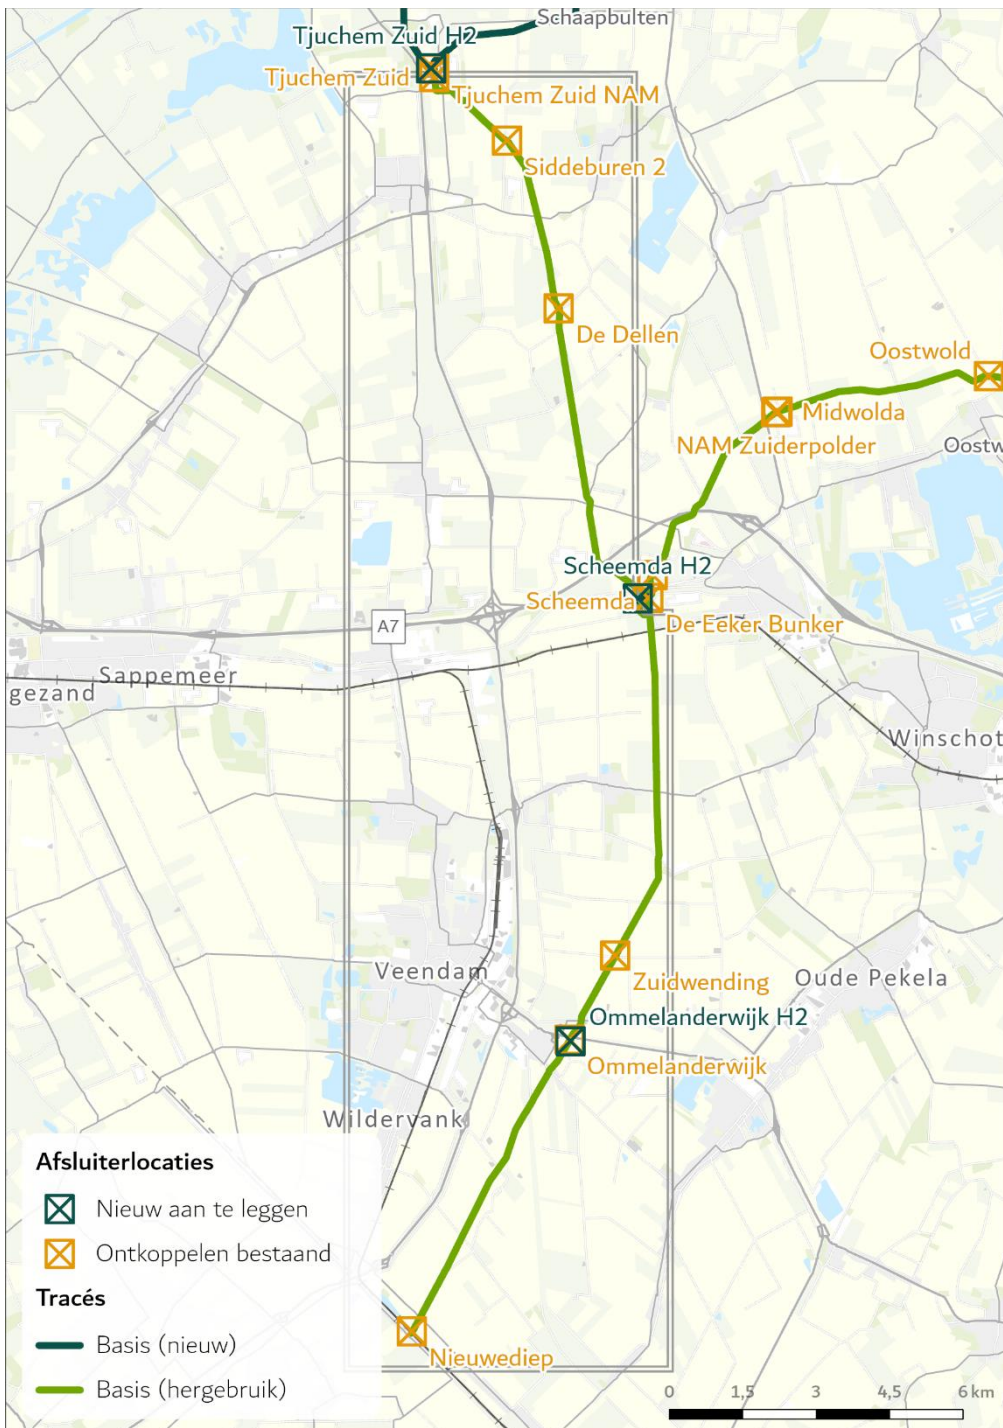 Schaapbulten
Tjuchem Zuid H2
Tjuchem Zuid
Tjuchem Zuid NAM
Siddeburen 2
De Dellen
Oostwold
Midwolda
NAM Zuiderpolder
Oostw
Scheemda H2
Scheemda
De Eeker Bunker
A7
Sappemeer
gezand
Winschot
Veendam
Zuidwending
Oude Pekela
Ommelanderwijk H2
Ommelanderwijk
Wildervank
Afsluiterlocaties
Nieuw aan te leggen
Ontkoppelen bestaand
Tracés
Basis (nieuw)
Basis (hergebruik)
Nieuwediep
0 1,5 3 4,5 6 km